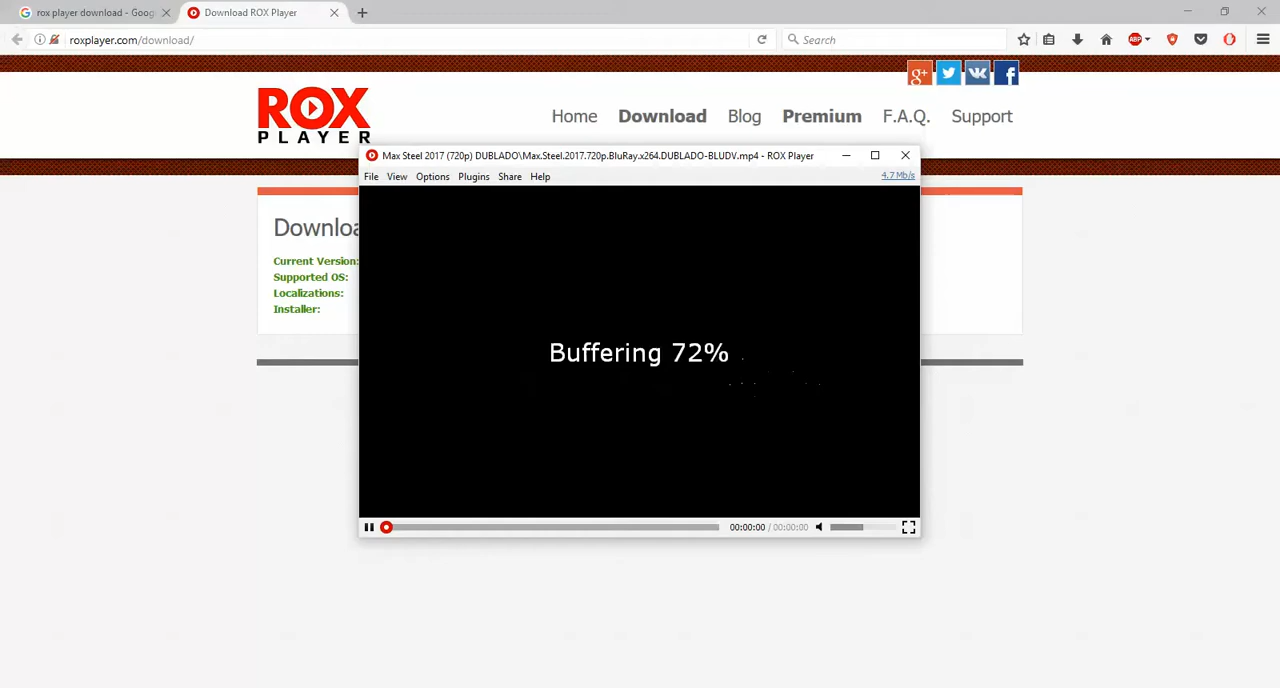 rox player download - Goog
Download ROX Player
roxplayer.com/download/
Search
ABP
g+
ROX
PLAYER
Home Download Blog Premium F.A.Q. Support
Max Steel 2017 (720p) DUBLADO\Max.Steel.2017.720p.BluRay.x264.DUBLADO-BLUDV.mp4 - ROX Player
File View Options Plugins Share Help 4.7 Mb/s
Downloa
Current Version:
Supported OS:
Localizations:
Installer:
Buffering 72%
00:00:00 / 00:00:00